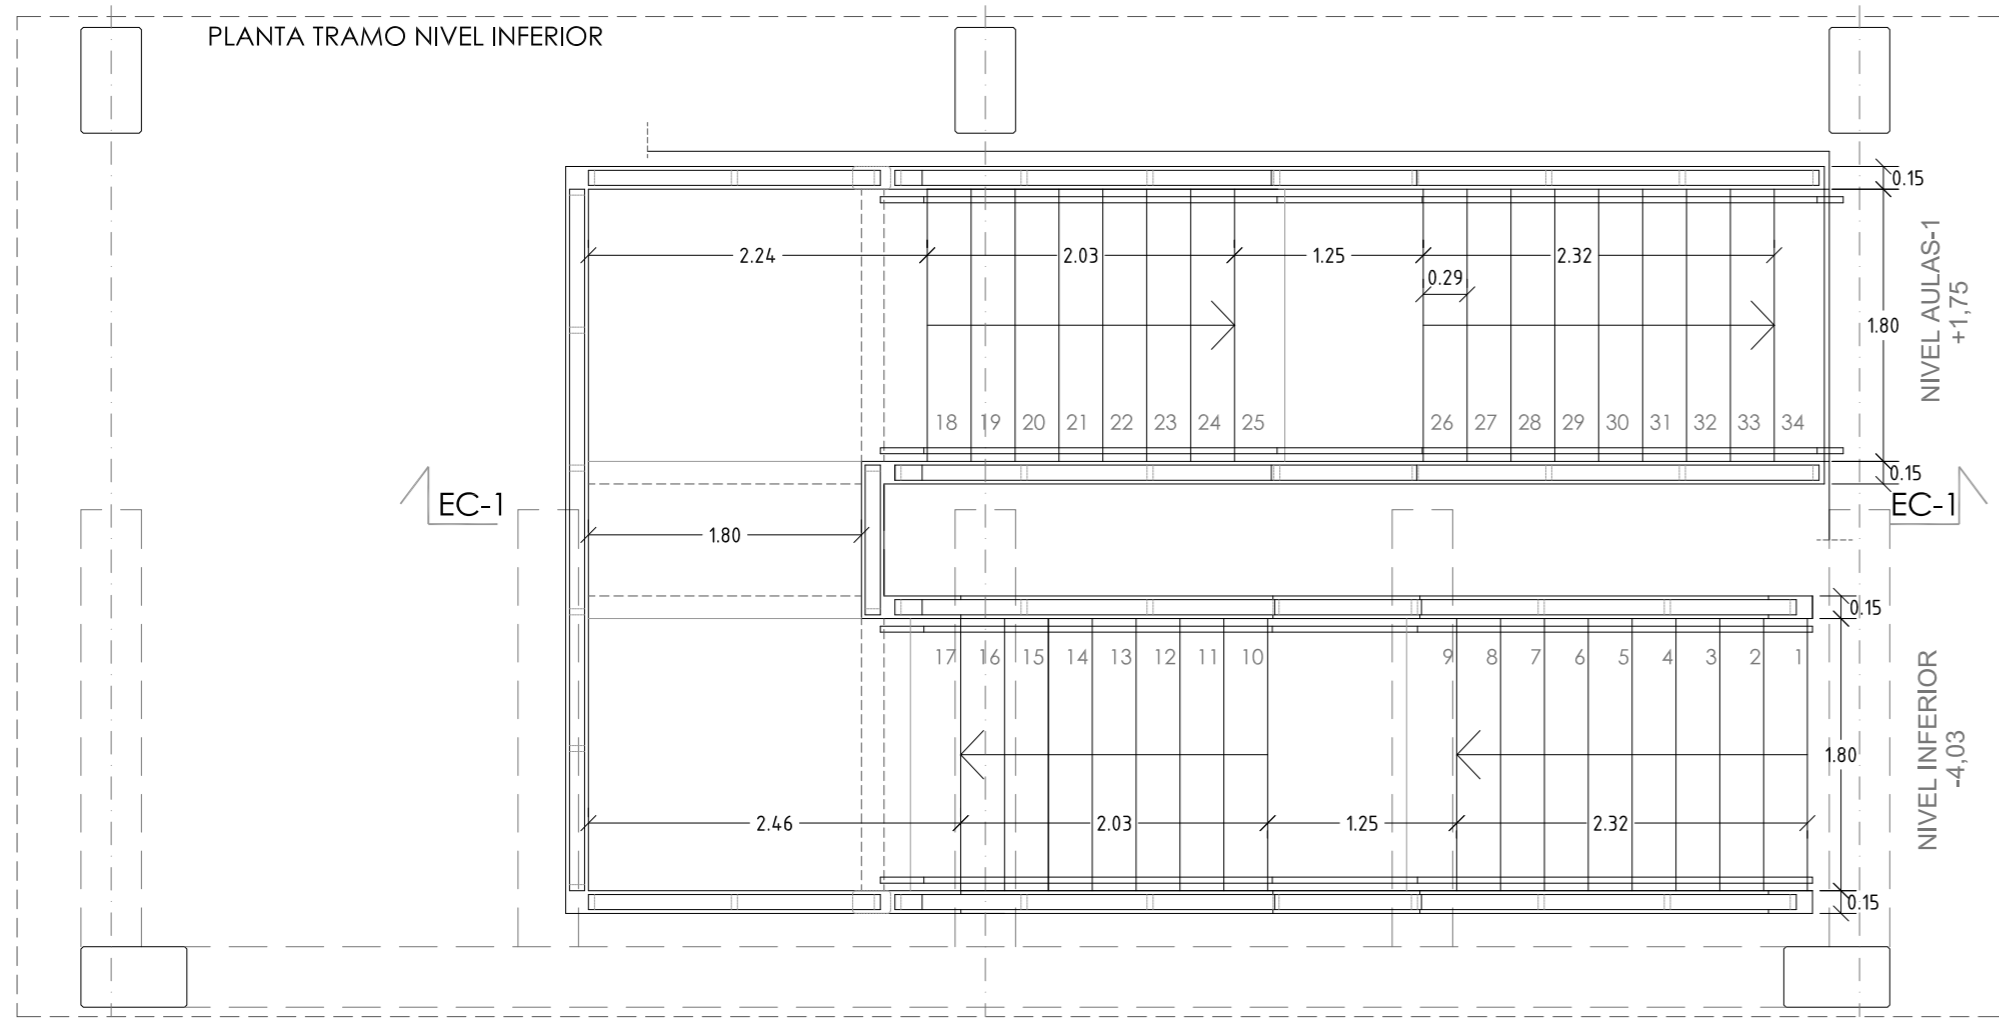 PLANTA TRAMO NIVEL INFERIOR
0.15
2.24 2.03 1.25 2.32
0.29
1.80
NIVEL AULAS-1
+1,75
18 19 20 21 22 23 24 25 26 27 28 29 30 31 32 33 34
0.15
EC-1 EC-1
1.80
0.15
17 16 15 14 13 12 11 10 9 8 7 6 5 4 3 2 1
NIVEL INFERIOR
-4,03
1.80
2.46 2.03 1.25 2.32
0.15